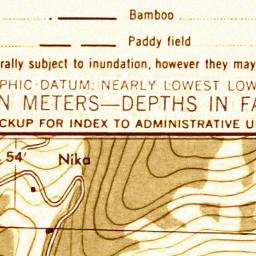 Bamboo
Paddy field
rally subject to inundation, however they may
PHIC DATUM: NEARLY LOWEST LOW
N METERS—DEPTHS IN FA
CKUP FOR INDEX TO ADMINISTRATIVE U
54'
Nika